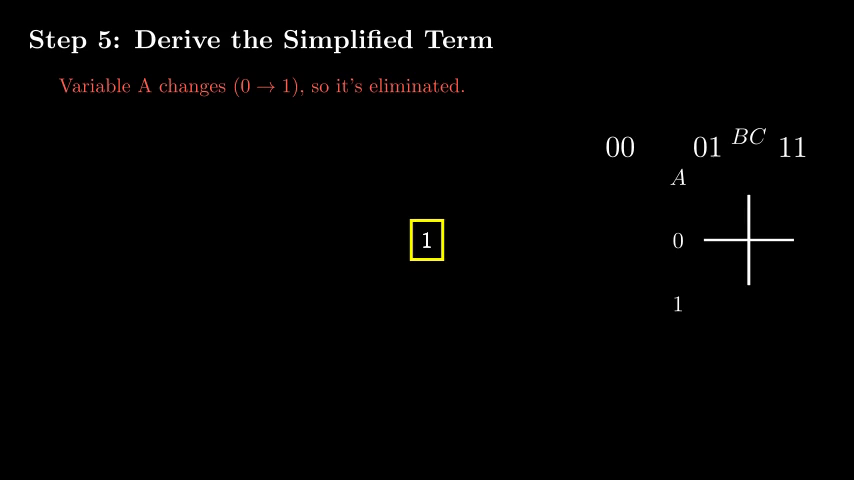 Step 5: Derive the Simplified Term
Variable A changes (0 → 1), so it's eliminated.
00 01 BC 11
A
1 0
1